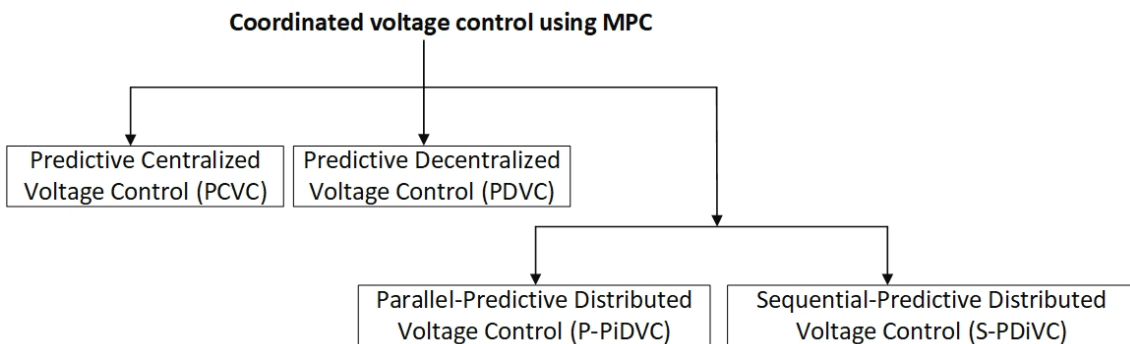 Coordinated voltage control using MPC
Predictive Centralized
Voltage Control (PCVC)
Predictive Decentralized
Voltage Control (PDVC)
Parallel-Predictive Distributed
Voltage Control (P-PiDVC)
Sequential-Predictive Distributed
Voltage Control (S-PDiVC)